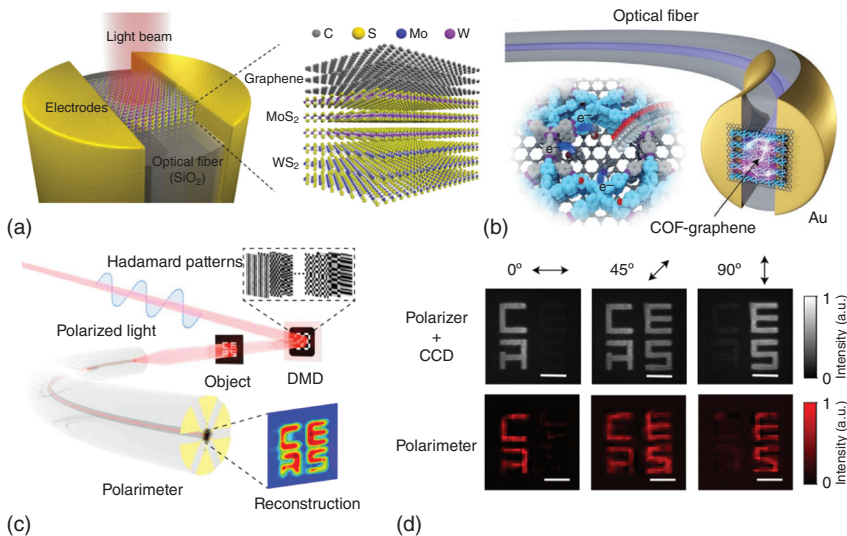 Light beam
C S Mo W
Graphene
MoS2
WS2
Electrodes
Optical fiber
(SiO2)
(a)
Optical fiber
e–
e–
e–
COF-graphene
Au
(b)
Hadamard patterns
Polarized light
Object
DMD
Polarimeter
Reconstruction
(c)
0° 45° 90°
Polarizer
+
CCD
C
A
C E
A S
E
S
1
0
Intensity (a.u.)
Polarimeter
C
A
C E
A S
E
S
1
0
Intensity (a.u.)
(d)